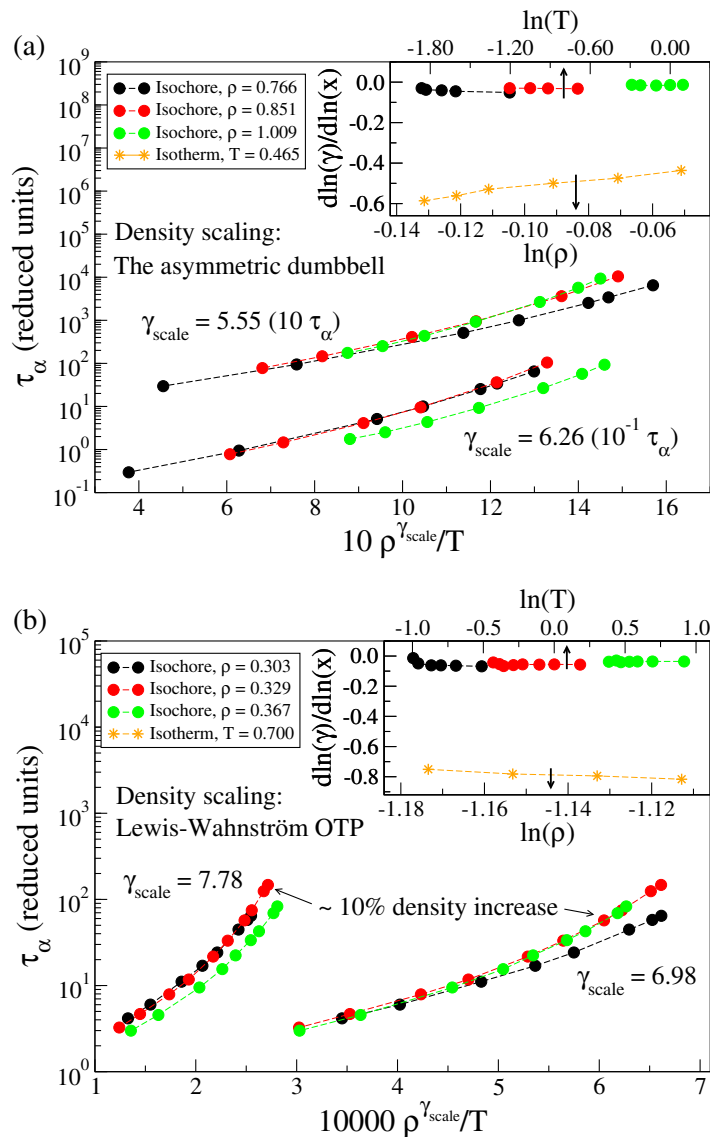 (a)
ln(T)
-1.80 -1.20 -0.60 0.00
10^9
10^8
10^7
10^6
10^5
10^4
10^3
10^2
10^1
10^0
10^-1
Isochore, ρ = 0.766
Isochore, ρ = 0.851
Isochore, ρ = 1.009
Isotherm, T = 0.465
dln(γ)/dln(x)
0.0
-0.2
-0.4
-0.6
-0.14 -0.12 -0.10 -0.08 -0.06
ln(ρ)
Density scaling:
The asymmetric dumbbell
τα (reduced units)
γscale = 5.55 (10 τα)
γscale = 6.26 (10^-1 τα)
4 6 8 10 12 14 16
10 ρ^γscale/T
(b)
ln(T)
-1.0 -0.5 0.0 0.5 1.0
10^5
10^4
10^3
10^2
10^1
10^0
Isochore, ρ = 0.303
Isochore, ρ = 0.329
Isochore, ρ = 0.367
Isotherm, T = 0.700
dln(γ)/dln(x)
0.0
-0.2
-0.4
-0.6
-0.8
-1.18 -1.16 -1.14 -1.12
ln(ρ)
Density scaling:
Lewis-Wahnström OTP
τα (reduced units)
γscale = 7.78
~ 10% density increase
γscale = 6.98
1 2 3 4 5 6 7
10000 ρ^γscale/T